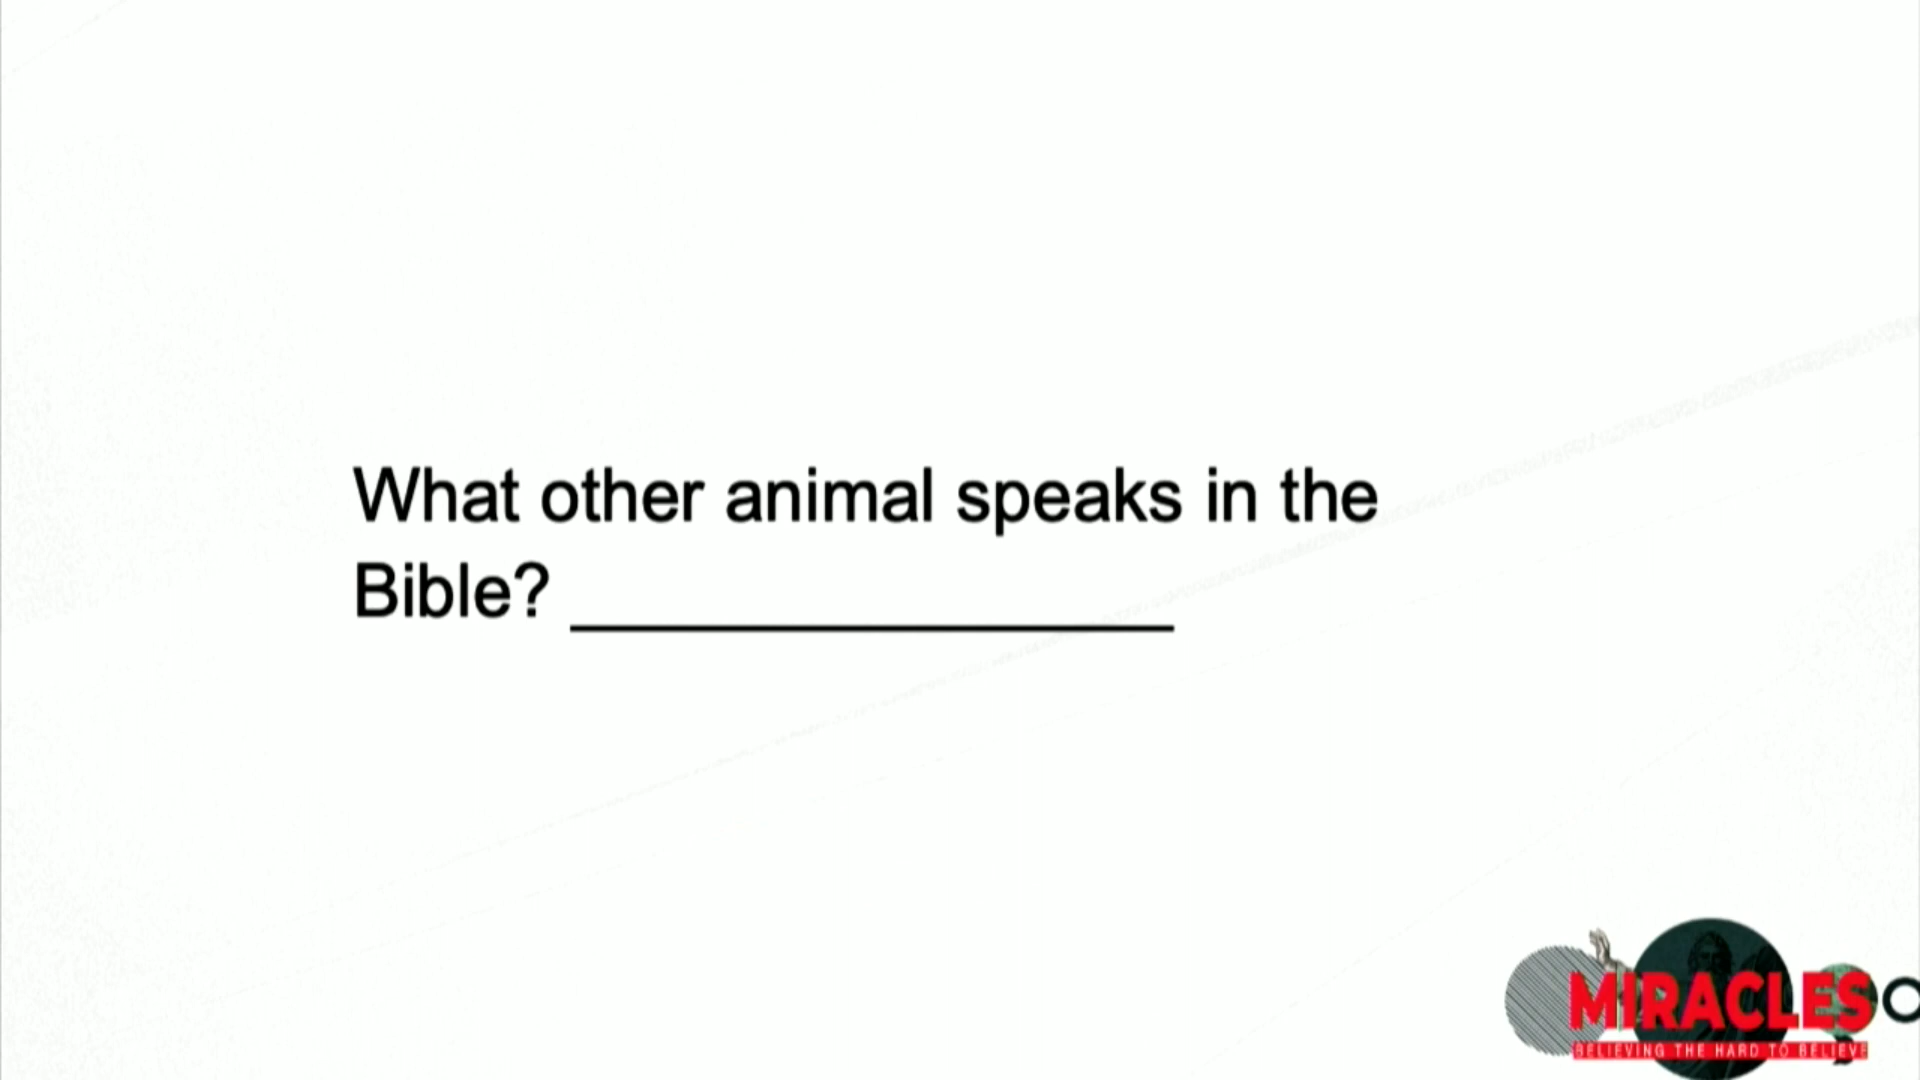 What other animal speaks in the
Bible? __________________
MIRACLES
BELIEVING THE HARD TO BELIEVE